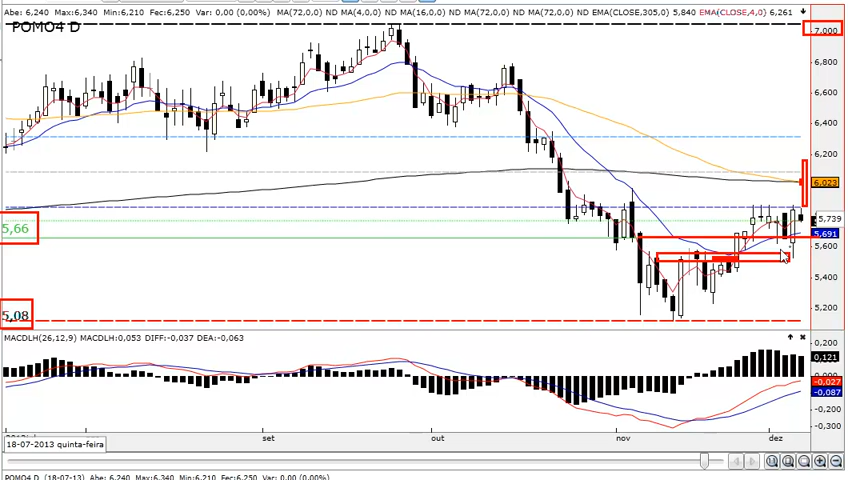 Abe: 6,240 Max:6,340 Min:6,210 Fec:6,250 Var: 0,00 (0,00%) MA(72,0,0) ND MA(4,0,0) ND MA(16,0,0) ND MA(72,0,0) ND MA(72,0,0) ND EMA(CLOSE,305,0) 5,840 EMA(CLOSE,4,0) 6,261
POMO4 D
7,000
6,800
6,600
6,400
6,200
6,023
5,739
5,66
5,691
5,600
5,400
5,200
5,08
MACDLH(26,12,9) MACDLH:0,053 DIFF:-0,037 DEA:-0,063
0,200
0,121
0,000
-0,027
-0,087
-0,200
-0,300
set
out
nov
dez
18-07-2013 quinta-feira
POMO4 D (18-07-13) Abe: 6,240 Max:6,340 Min:6,210 Fec:6,250 Var: 0,00 (0,00%)